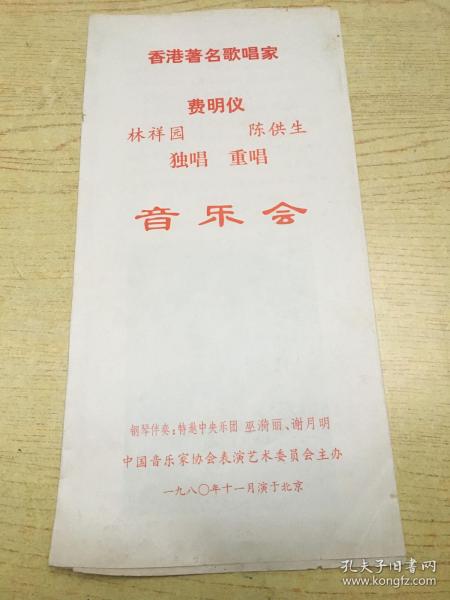 香港著名歌唱家
费明仪
林祥园 陈供生
独唱 重唱
音乐会
钢琴伴奏：特邀中央乐团 巫漪丽、谢月明
中国音乐家协会表演艺术委员会主办
一九八〇年十一月演于北京
孔夫子旧书网
www.kongfz.com